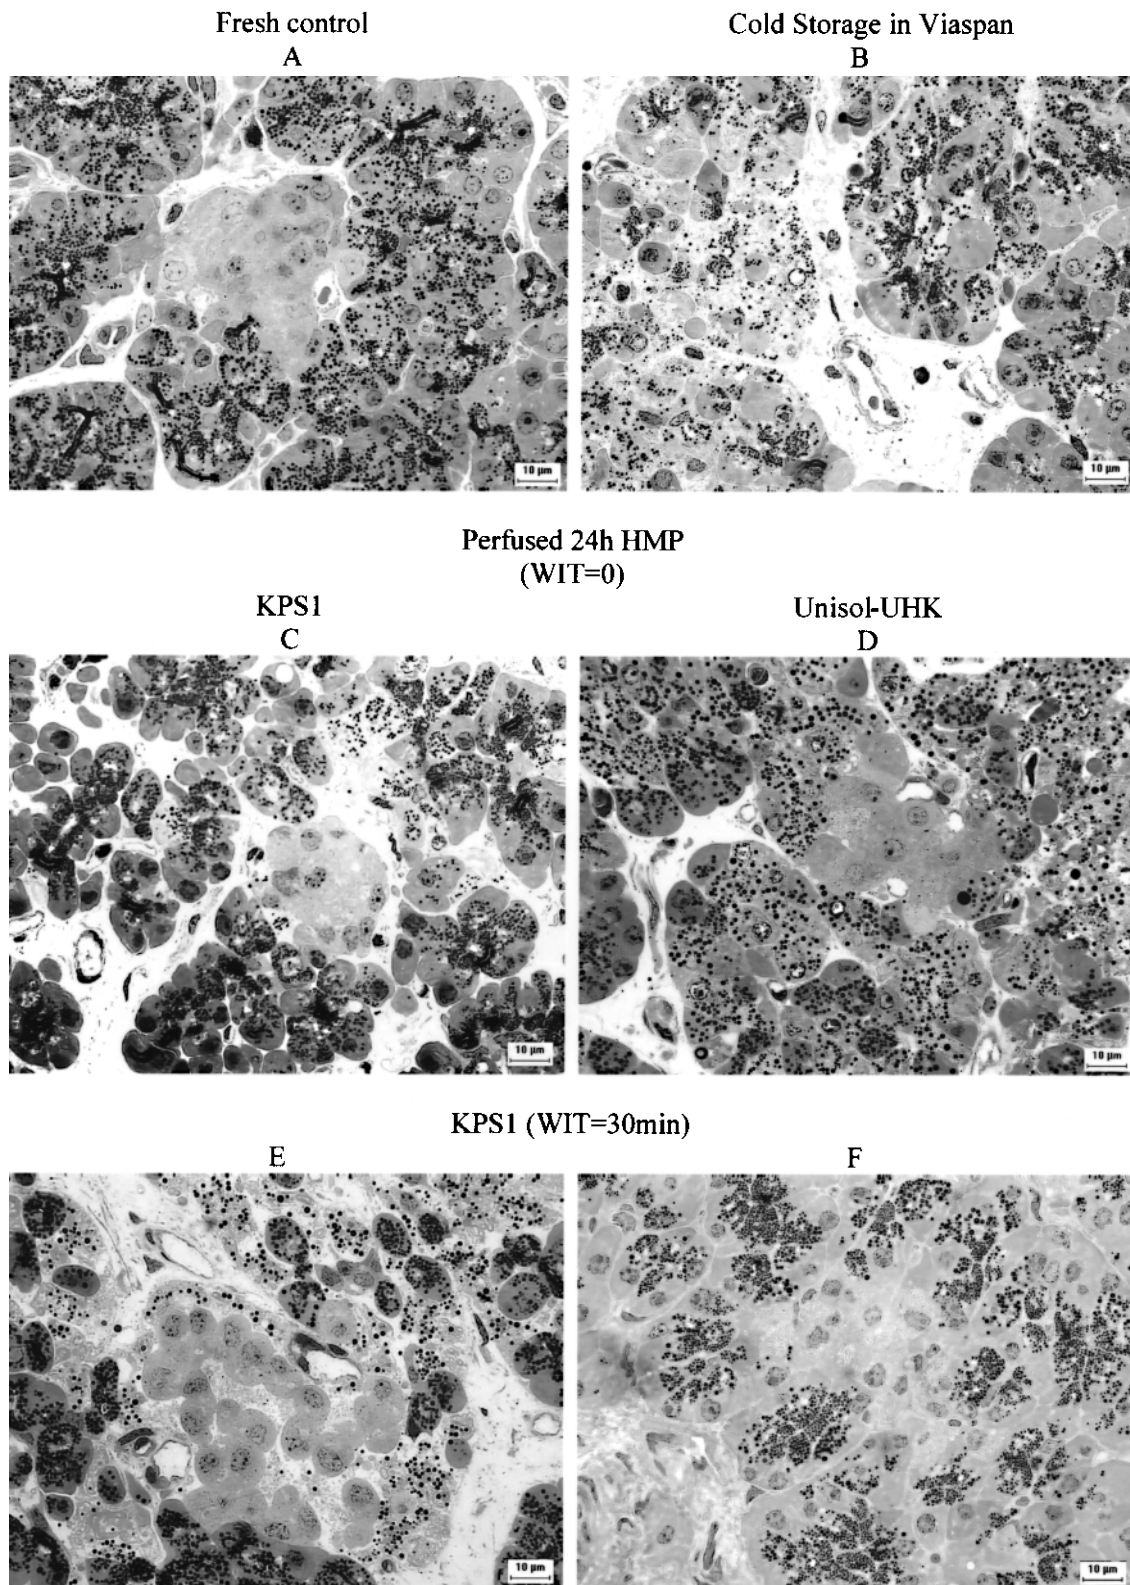 Fresh control
A
Cold Storage in Viaspan
B
10 µm
10 µm
Perfused 24h HMP
(WIT=0)
KPS1
C
Unisol-UHK
D
10 µm
10 µm
KPS1 (WIT=30min)
E
F
10 µm
10 µm